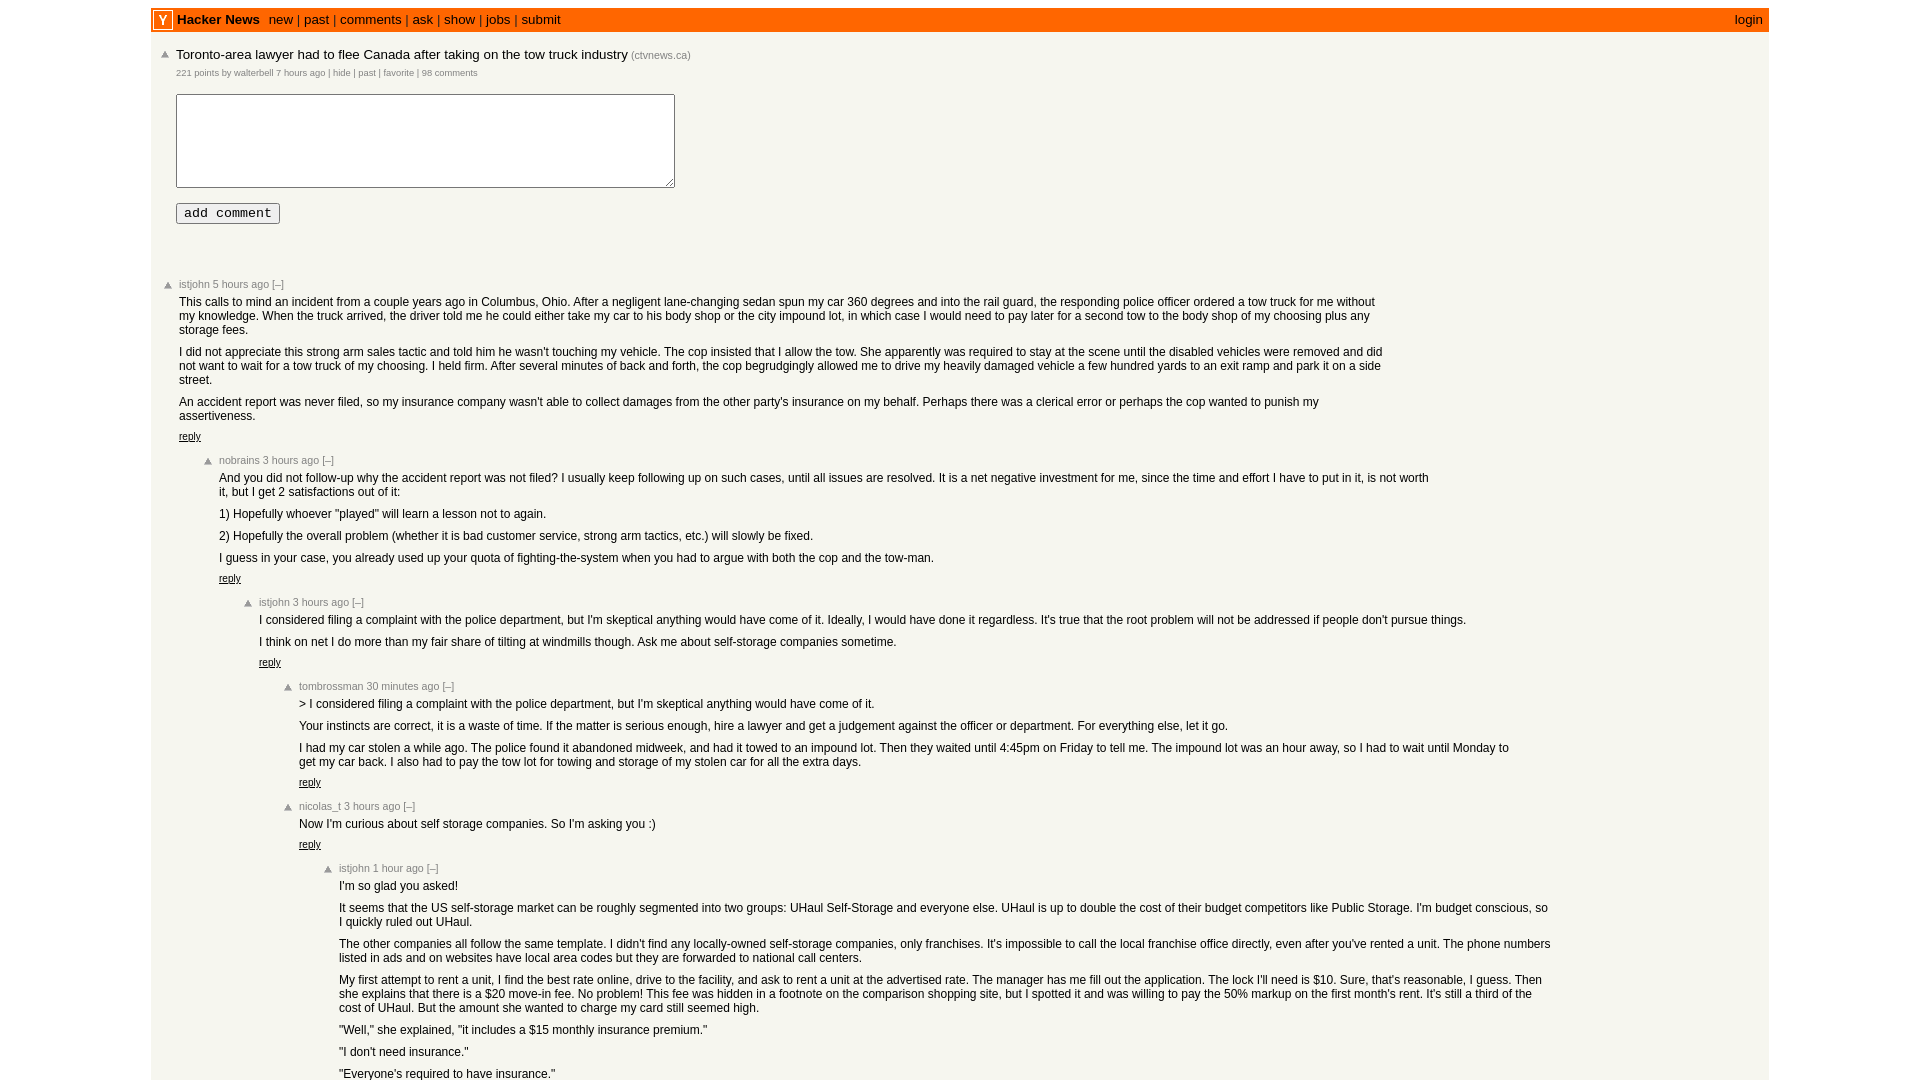 Y Hacker News new | past | comments | ask | show | jobs | submit login
Toronto-area lawyer had to flee Canada after taking on the tow truck industry (ctvnews.ca)
221 points by walterbell 7 hours ago | hide | past | favorite | 98 comments
add comment
istjohn 5 hours ago [–]
This calls to mind an incident from a couple years ago in Columbus, Ohio. After a negligent lane-changing sedan spun my car 360 degrees and into the rail guard, the responding police officer ordered a tow truck for me without
my knowledge. When the truck arrived, the driver told me he could either take my car to his body shop or the city impound lot, in which case I would need to pay later for a second tow to the body shop of my choosing plus any
storage fees.
I did not appreciate this strong arm sales tactic and told him he wasn't touching my vehicle. The cop insisted that I allow the tow. She apparently was required to stay at the scene until the disabled vehicles were removed and did
not want to wait for a tow truck of my choosing. I held firm. After several minutes of back and forth, the cop begrudgingly allowed me to drive my heavily damaged vehicle a few hundred yards to an exit ramp and park it on a side
street.
An accident report was never filed, so my insurance company wasn't able to collect damages from the other party's insurance on my behalf. Perhaps there was a clerical error or perhaps the cop wanted to punish my
assertiveness.
reply
nobrains 3 hours ago [–]
And you did not follow-up why the accident report was not filed? I usually keep following up on such cases, until all issues are resolved. It is a net negative investment for me, since the time and effort I have to put in it, is not worth
it, but I get 2 satisfactions out of it:
1) Hopefully whoever "played" will learn a lesson not to again.
2) Hopefully the overall problem (whether it is bad customer service, strong arm tactics, etc.) will slowly be fixed.
I guess in your case, you already used up your quota of fighting-the-system when you had to argue with both the cop and the tow-man.
reply
istjohn 3 hours ago [–]
I considered filing a complaint with the police department, but I'm skeptical anything would have come of it. Ideally, I would have done it regardless. It's true that the root problem will not be addressed if people don't pursue things.
I think on net I do more than my fair share of tilting at windmills though. Ask me about self-storage companies sometime.
reply
tombrossman 30 minutes ago [–]
> I considered filing a complaint with the police department, but I'm skeptical anything would have come of it.
Your instincts are correct, it is a waste of time. If the matter is serious enough, hire a lawyer and get a judgement against the officer or department. For everything else, let it go.
I had my car stolen a while ago. The police found it abandoned midweek, and had it towed to an impound lot. Then they waited until 4:45pm on Friday to tell me. The impound lot was an hour away, so I had to wait until Monday to
get my car back. I also had to pay the tow lot for towing and storage of my stolen car for all the extra days.
reply
nicolas_t 3 hours ago [–]
Now I'm curious about self storage companies. So I'm asking you :)
reply
istjohn 1 hour ago [–]
I'm so glad you asked!
It seems that the US self-storage market can be roughly segmented into two groups: UHaul Self-Storage and everyone else. UHaul is up to double the cost of their budget competitors like Public Storage. I'm budget conscious, so
I quickly ruled out UHaul.
The other companies all follow the same template. I didn't find any locally-owned self-storage companies, only franchises. It's impossible to call the local franchise office directly, even after you've rented a unit. The phone numbers
listed in ads and on websites have local area codes but they are forwarded to national call centers.
My first attempt to rent a unit, I find the best rate online, drive to the facility, and ask to rent a unit at the advertised rate. The manager has me fill out the application. The lock I'll need is $10. Sure, that's reasonable, I guess. Then
she explains that there is a $20 move-in fee. No problem! This fee was hidden in a footnote on the comparison shopping site, but I spotted it and was willing to pay the 50% markup on the first month's rent. It's still a third of the
cost of UHaul. But the amount she wanted to charge my card still seemed high.
"Well," she explained, "it includes a $15 monthly insurance premium."
"I don't need insurance."
"Everyone's required to have insurance."